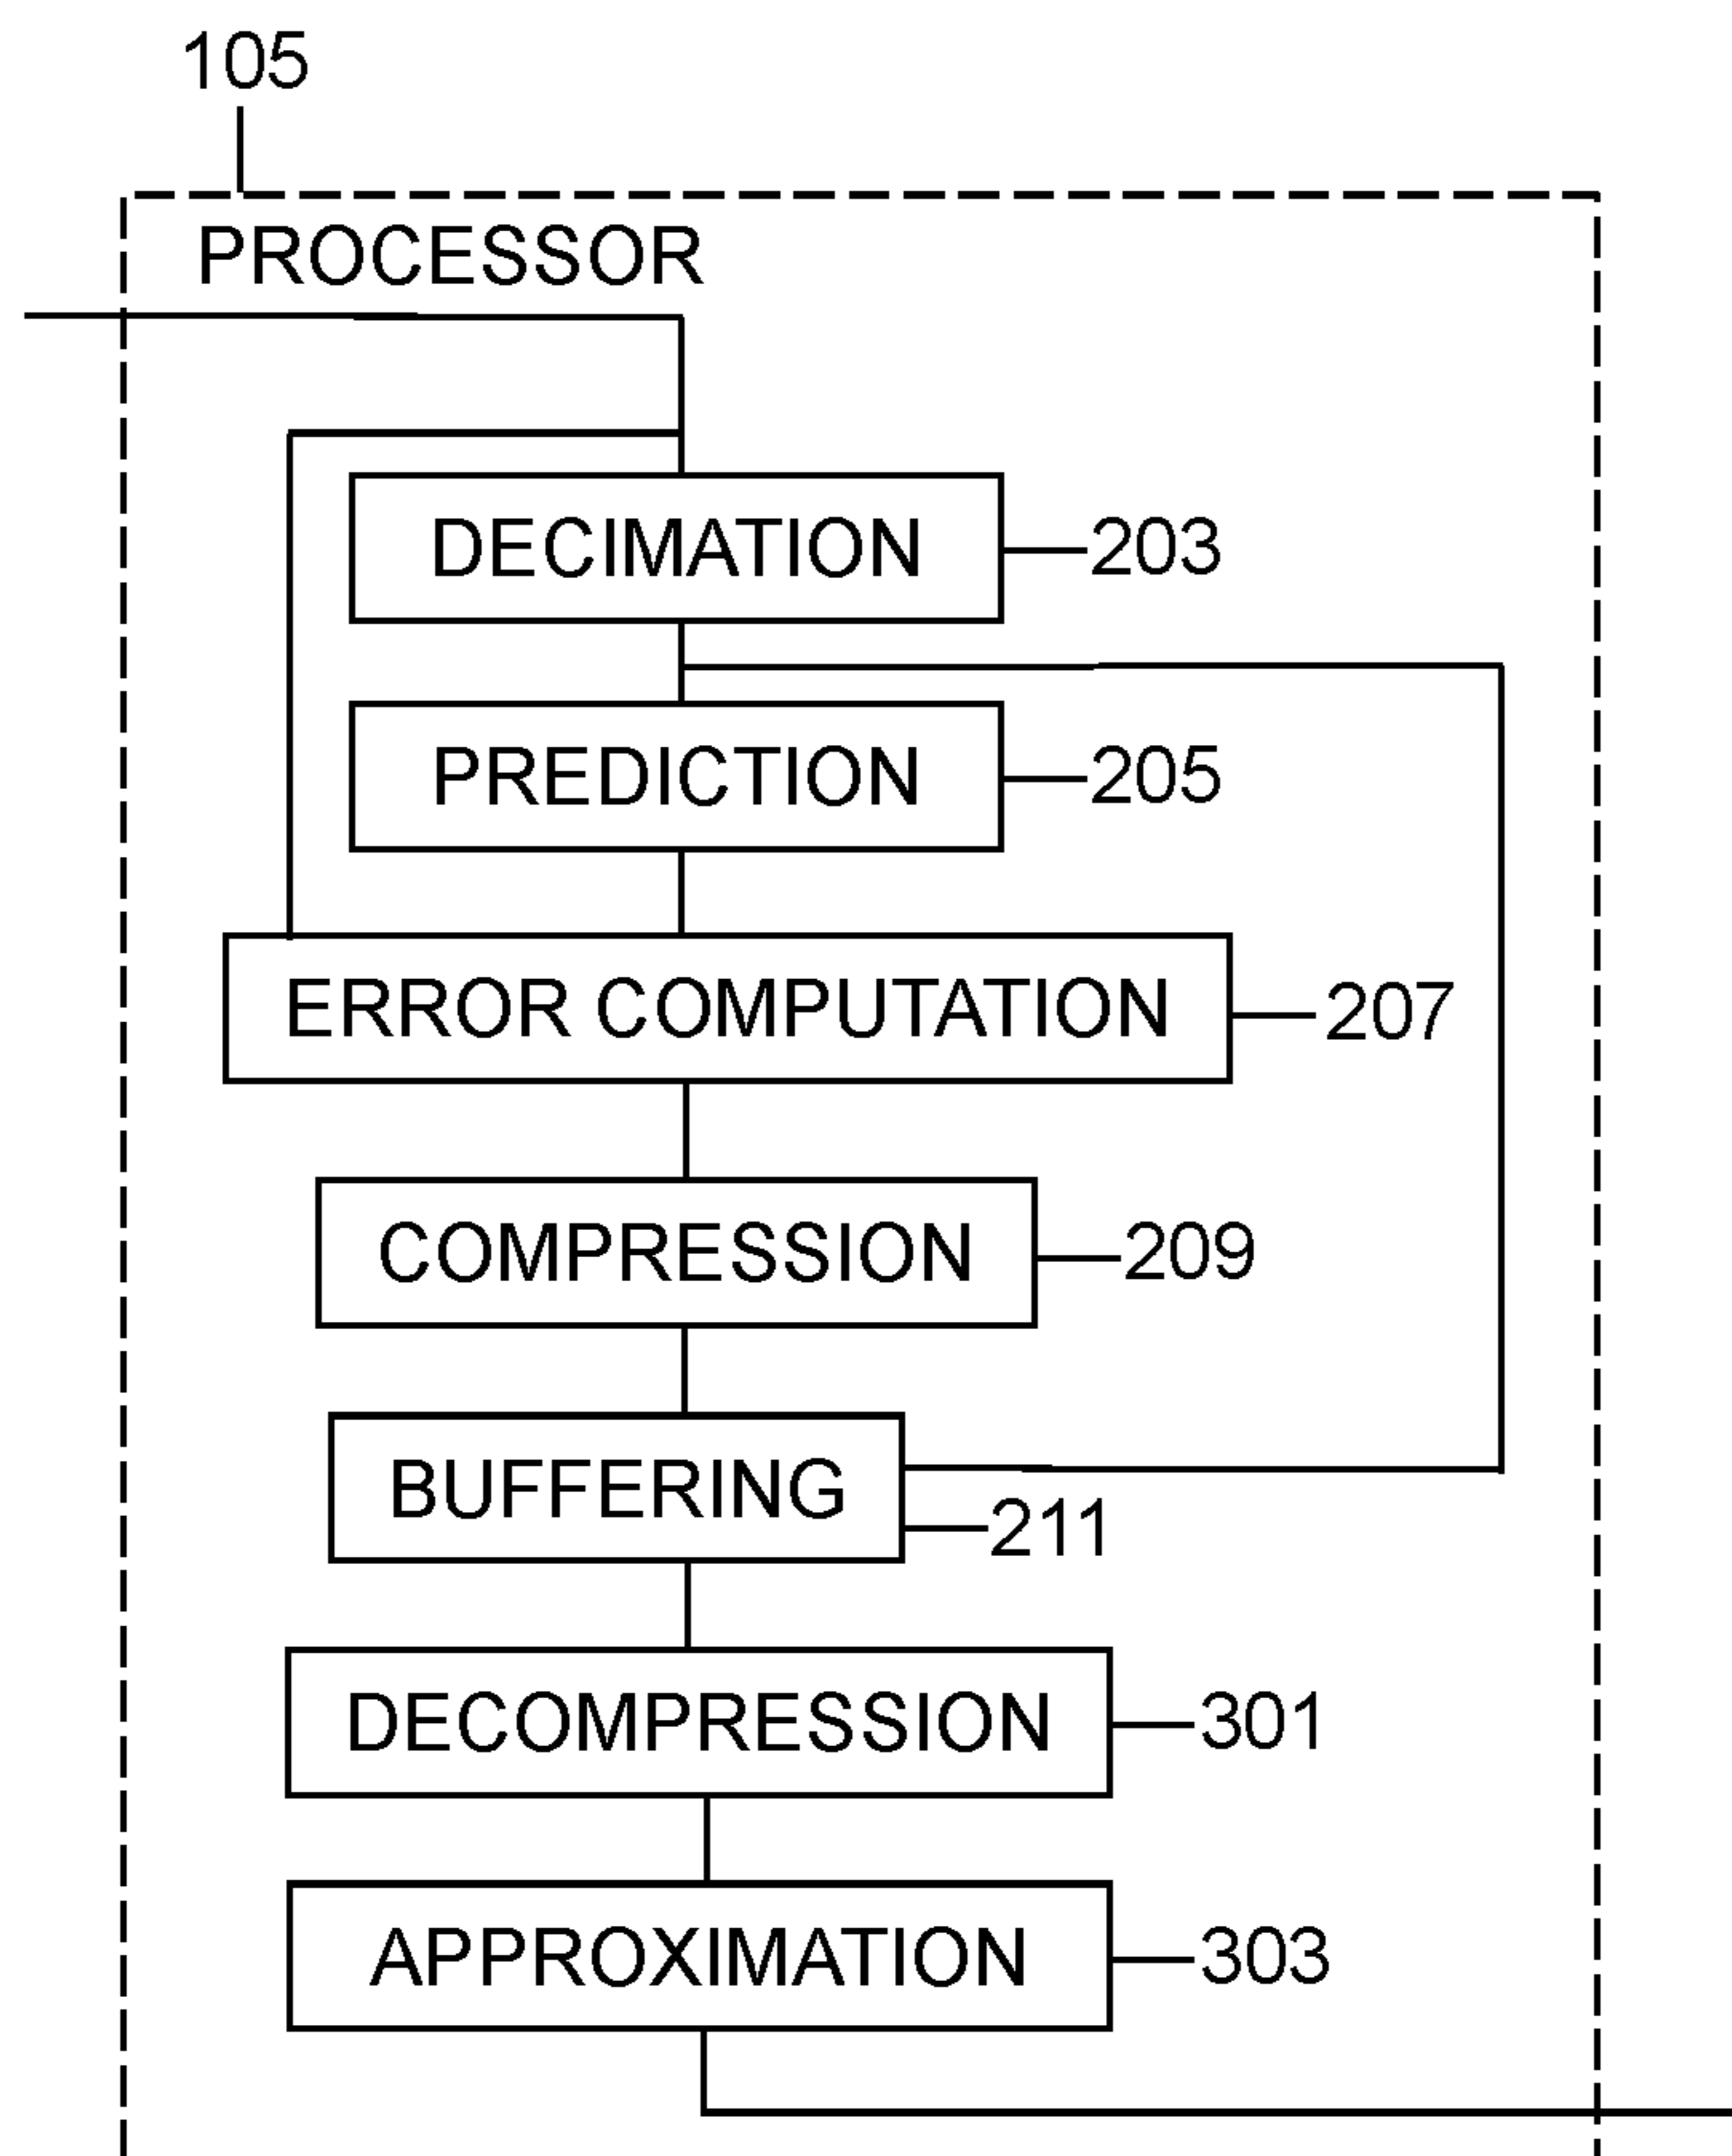 105
PROCESSOR
DECIMATION 203
PREDICTION 205
ERROR COMPUTATION 207
COMPRESSION 209
BUFFERING 211
DECOMPRESSION 301
APPROXIMATION 303